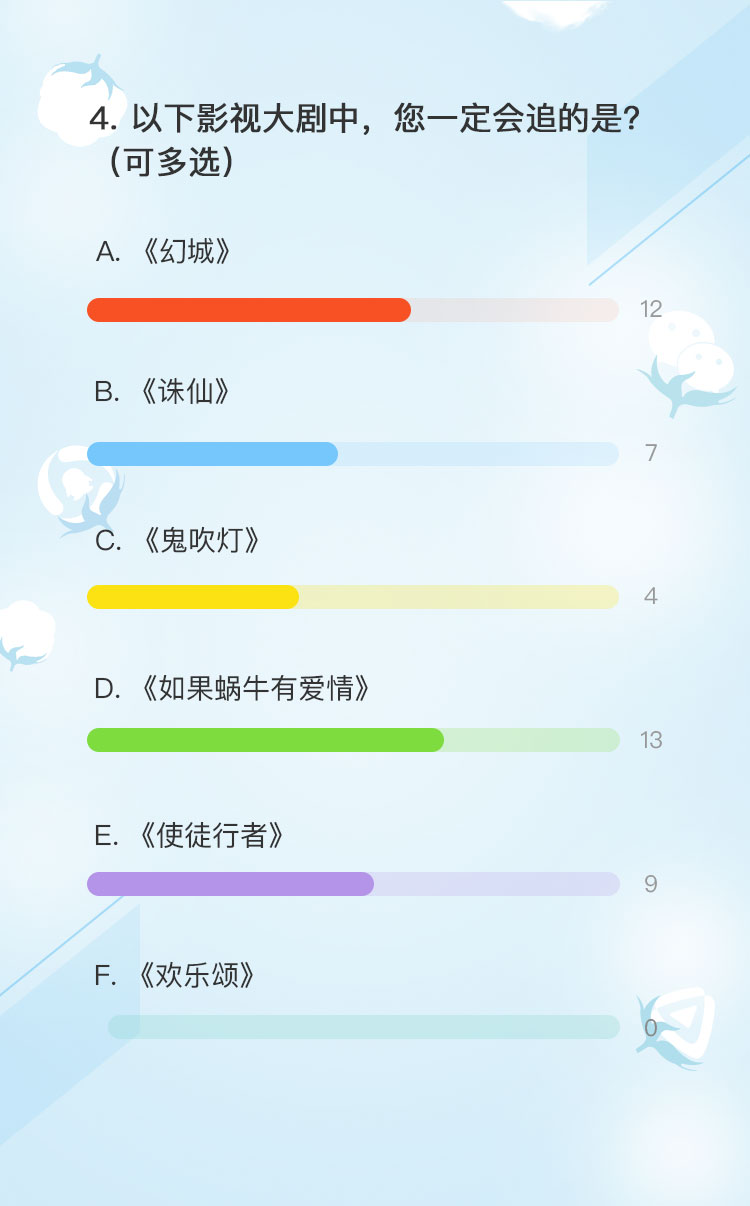 4. 以下影视大剧中，您一定会追的是?
（可多选）
A. 《幻城》
12
B. 《诛仙》
7
C. 《鬼吹灯》
4
D. 《如果蜗牛有爱情》
13
E. 《使徒行者》
9
F. 《欢乐颂》
0